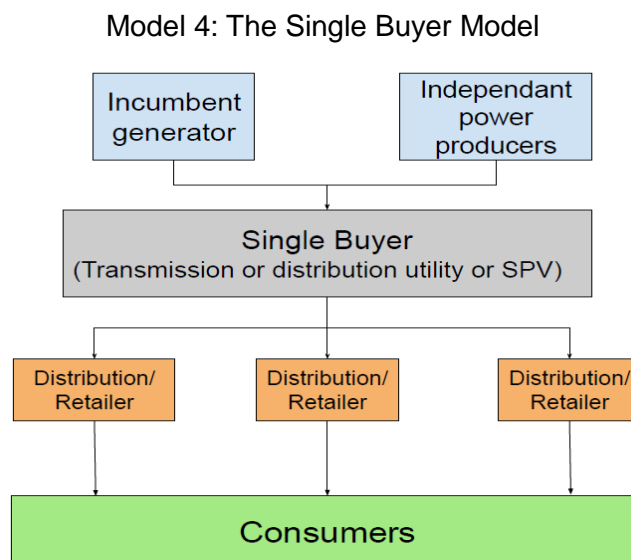 Model 4: The Single Buyer Model
Incumbent
generator
Independant
power
producers
Single Buyer
(Transmission or distribution utility or SPV)
Distribution/
Retailer
Distribution/
Retailer
Distribution/
Retailer
Consumers